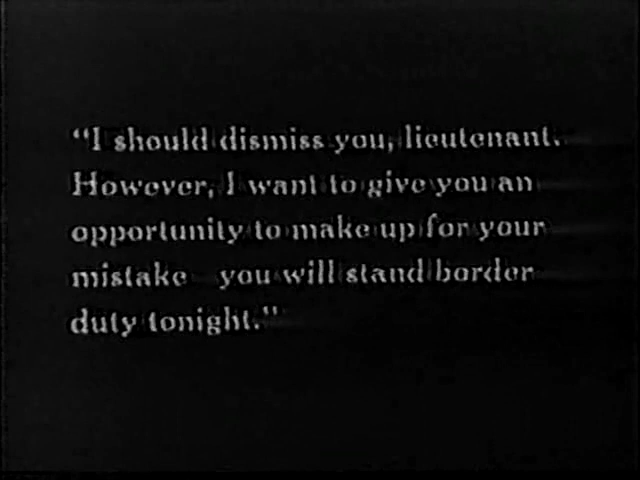 "I should dismiss you, lieutenant.
However, I want to give you an
opportunity to make up for your
mistake you will stand border
duty tonight."